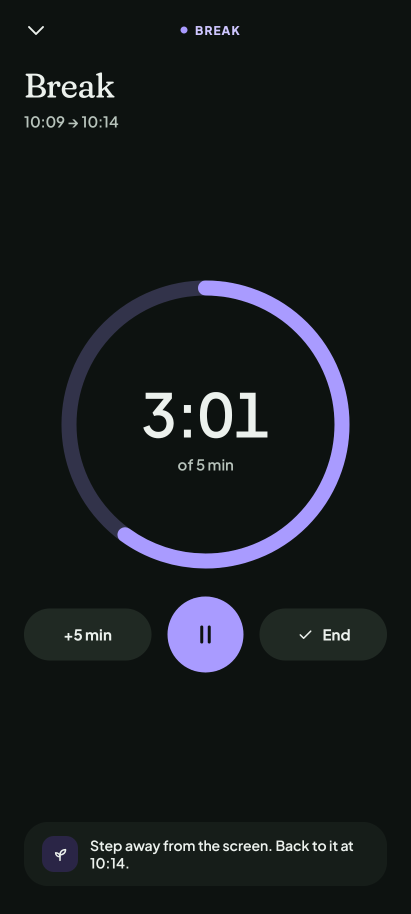 BREAK
Break
10:09 → 10:14
3:01
of 5 min
+5 min
End
Step away from the screen. Back to it at
10:14.